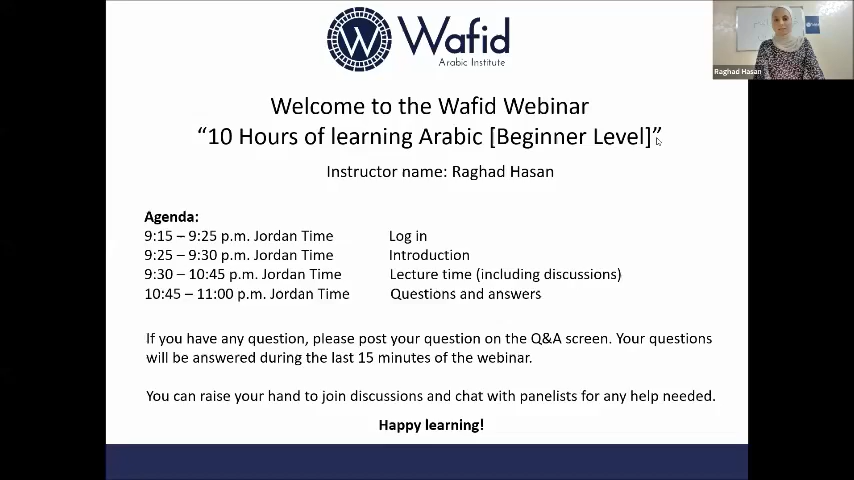 Wafid
Arabic Institute
Raghad Hasan
Welcome to the Wafid Webinar
“10 Hours of learning Arabic [Beginner Level]”
Instructor name: Raghad Hasan
Agenda:
9:15 – 9:25 p.m. Jordan Time Log in
9:25 – 9:30 p.m. Jordan Time Introduction
9:30 – 10:45 p.m. Jordan Time Lecture time (including discussions)
10:45 – 11:00 p.m. Jordan Time Questions and answers
If you have any question, please post your question on the Q&A screen. Your questions
will be answered during the last 15 minutes of the webinar.
You can raise your hand to join discussions and chat with panelists for any help needed.
Happy learning!